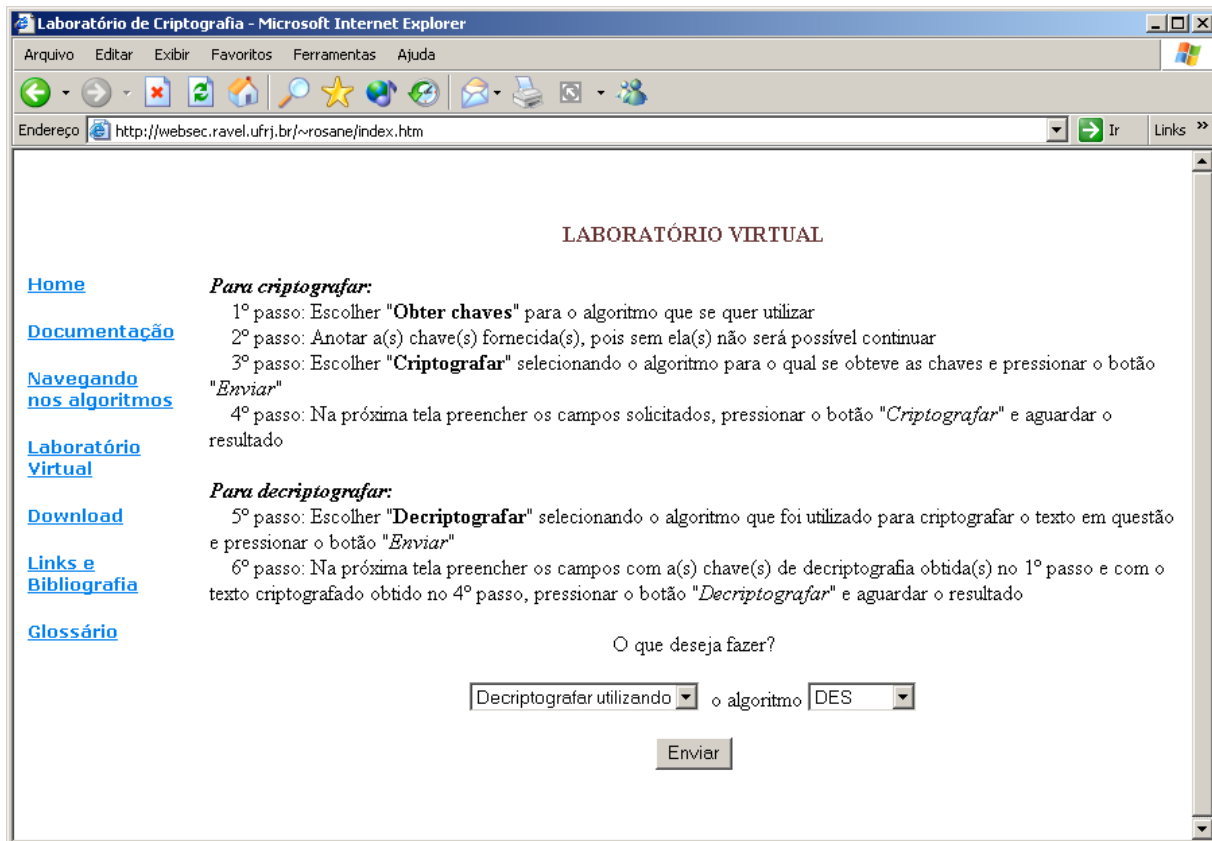 Laboratório de Criptografia - Microsoft Internet Explorer
Arquivo Editar Exibir Favoritos Ferramentas Ajuda
Endereço http://websec.ravel.ufrj.br/~rosane/index.htm Ir Links »
LABORATÓRIO VIRTUAL
Home
Documentação
Navegando
nos algoritmos
Laboratório
Virtual
Download
Links e
Bibliografia
Glossário
Para criptografar:
1º passo: Escolher "Obter chaves" para o algoritmo que se quer utilizar
2º passo: Anotar a(s) chave(s) fornecida(s), pois sem ela(s) não será possível continuar
3º passo: Escolher "Criptografar" selecionando o algoritmo para o qual se obteve as chaves e pressionar o botão
"Enviar"
4º passo: Na próxima tela preencher os campos solicitados, pressionar o botão "Criptografar" e aguardar o
resultado
Para decriptografar:
5º passo: Escolher "Decriptografar" selecionando o algoritmo que foi utilizado para criptografar o texto em questão
e pressionar o botão "Enviar"
6º passo: Na próxima tela preencher os campos com a(s) chave(s) de decriptografia obtida(s) no 1º passo e com o
texto criptografado obtido no 4º passo, pressionar o botão "Decriptografar" e aguardar o resultado
O que deseja fazer?
Decriptografar utilizando o algoritmo DES
Enviar